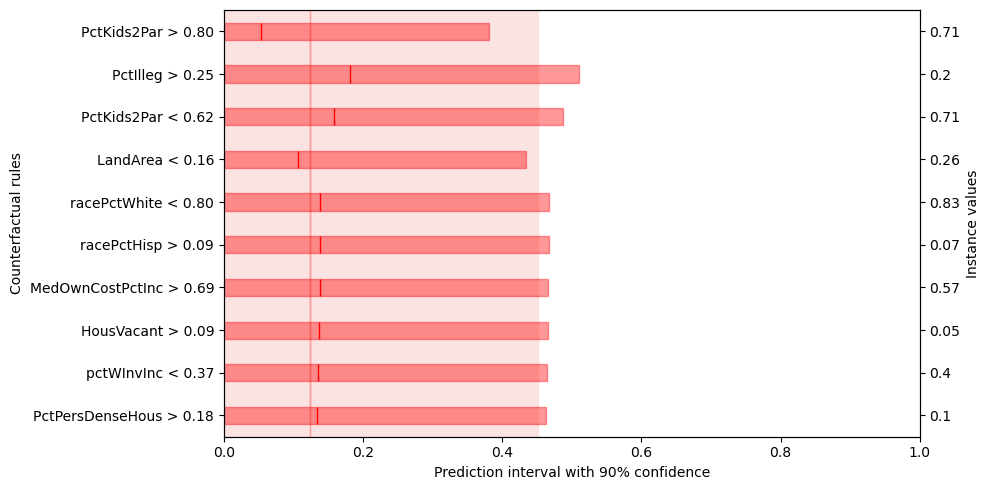 PctKids2Par > 0.80 0.71
PctIlleg > 0.25 0.2
PctKids2Par < 0.62 0.71
LandArea < 0.16 0.26
racePctWhite < 0.80 0.83
racePctHisp > 0.09 0.07
MedOwnCostPctInc > 0.69 0.57
HousVacant > 0.09 0.05
pctWInvInc < 0.37 0.4
PctPersDenseHous > 0.18 0.1
Counterfactual rules
Instance values
0.0 0.2 0.4 0.6 0.8 1.0
Prediction interval with 90% confidence